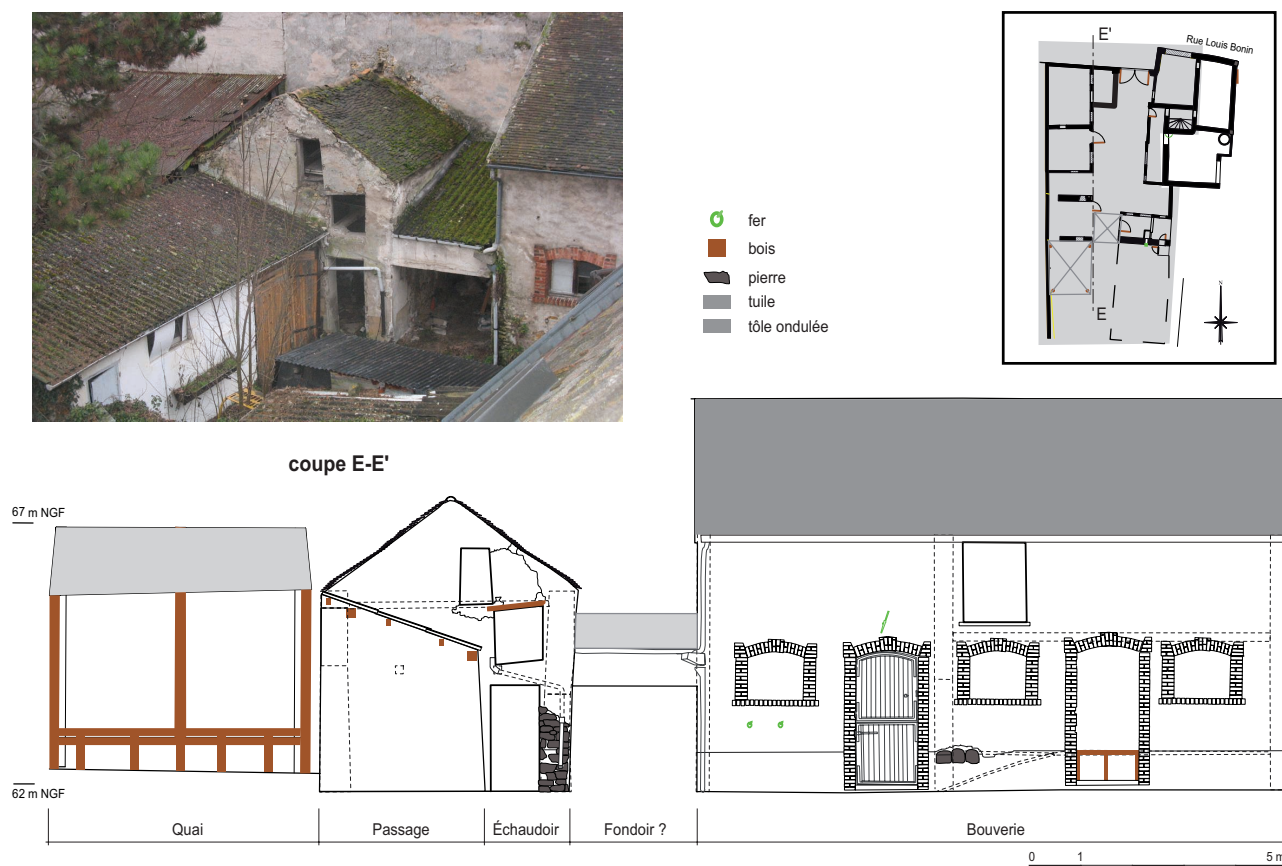 E'
Rue Louis Bonin
E
N
fer
bois
pierre
tuile
tôle ondulée
coupe E-E'
67 m NGF
62 m NGF
Quai
Passage
Échaudoir
Fondoir ?
Bouverie
0 1 5 m